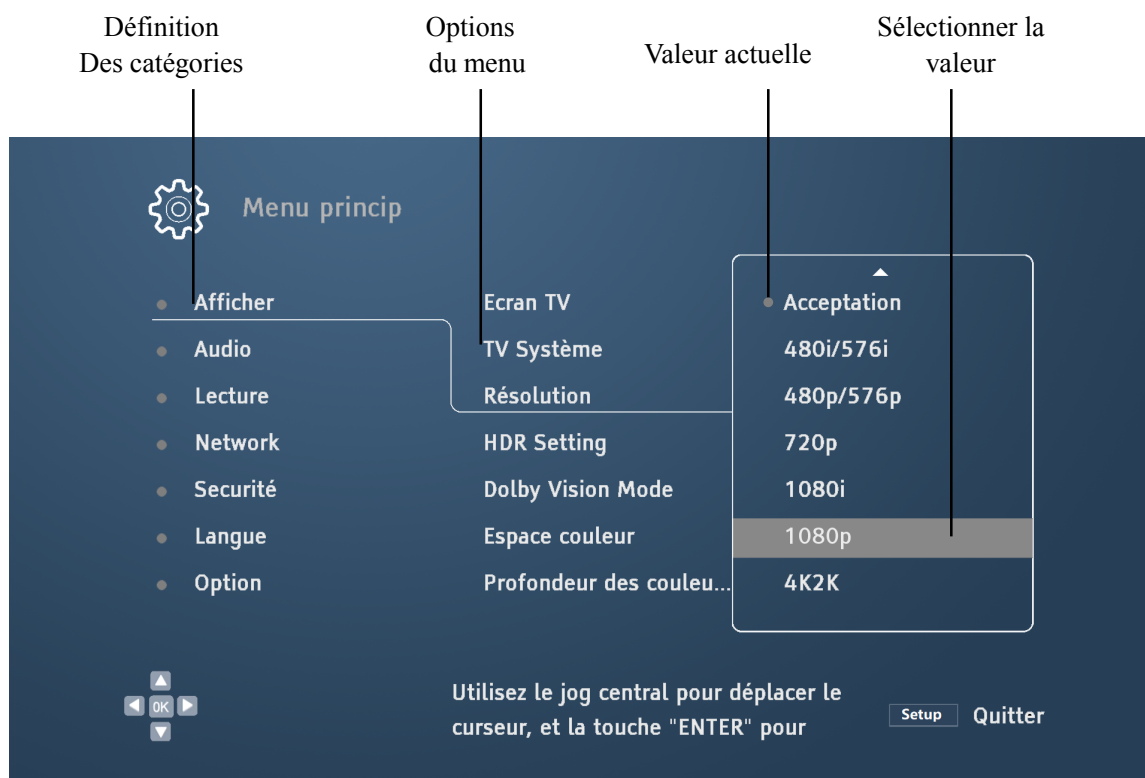 Définition
Des catégories
Options
du menu
Valeur actuelle
Sélectionner la
valeur
Menu princip
Afficher
Audio
Lecture
Network
Securité
Langue
Option
Ecran TV
TV Système
Résolution
HDR Setting
Dolby Vision Mode
Espace couleur
Profondeur des couleu...
Acceptation
480i/576i
480p/576p
720p
1080i
1080p
4K2K
OK
Utilisez le jog central pour déplacer le
curseur, et la touche "ENTER" pour
Setup Quitter